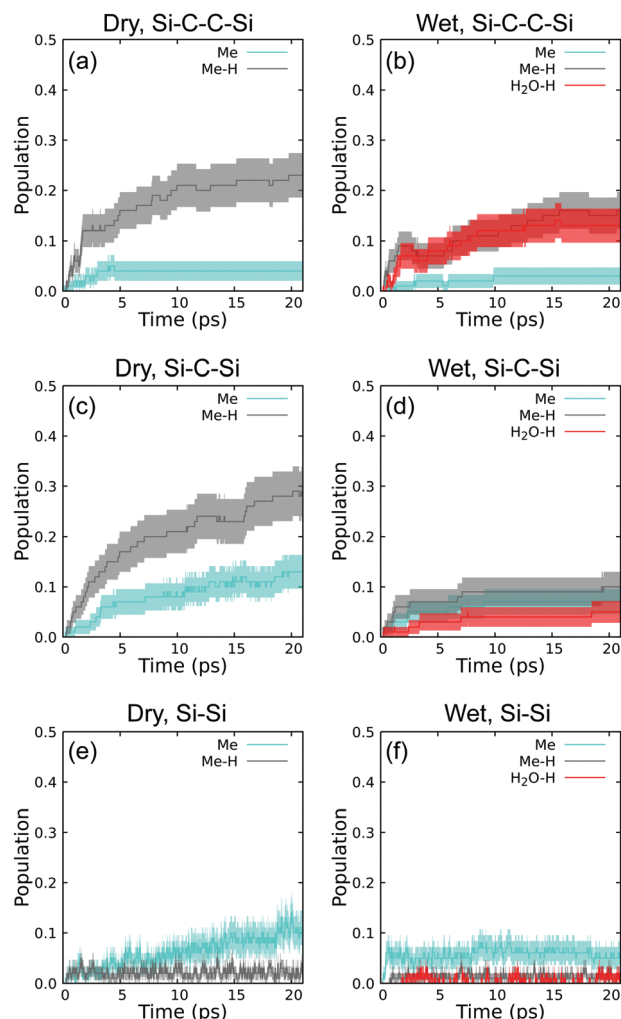 Dry, Si-C-C-Si
(a)
Me
Me-H
Population
0.5
0.4
0.3
0.2
0.1
0.0
0 5 10 15 20
Time (ps)
Wet, Si-C-C-Si
(b)
Me
Me-H
H₂O-H
Population
0.5
0.4
0.3
0.2
0.1
0.0
0 5 10 15 20
Time (ps)
Dry, Si-C-Si
(c)
Me
Me-H
Population
0.5
0.4
0.3
0.2
0.1
0.0
0 5 10 15 20
Time (ps)
Wet, Si-C-Si
(d)
Me
Me-H
H₂O-H
Population
0.5
0.4
0.3
0.2
0.1
0.0
0 5 10 15 20
Time (ps)
Dry, Si-Si
(e)
Me
Me-H
Population
0.5
0.4
0.3
0.2
0.1
0.0
0 5 10 15 20
Time (ps)
Wet, Si-Si
(f)
Me
Me-H
H₂O-H
Population
0.5
0.4
0.3
0.2
0.1
0.0
0 5 10 15 20
Time (ps)